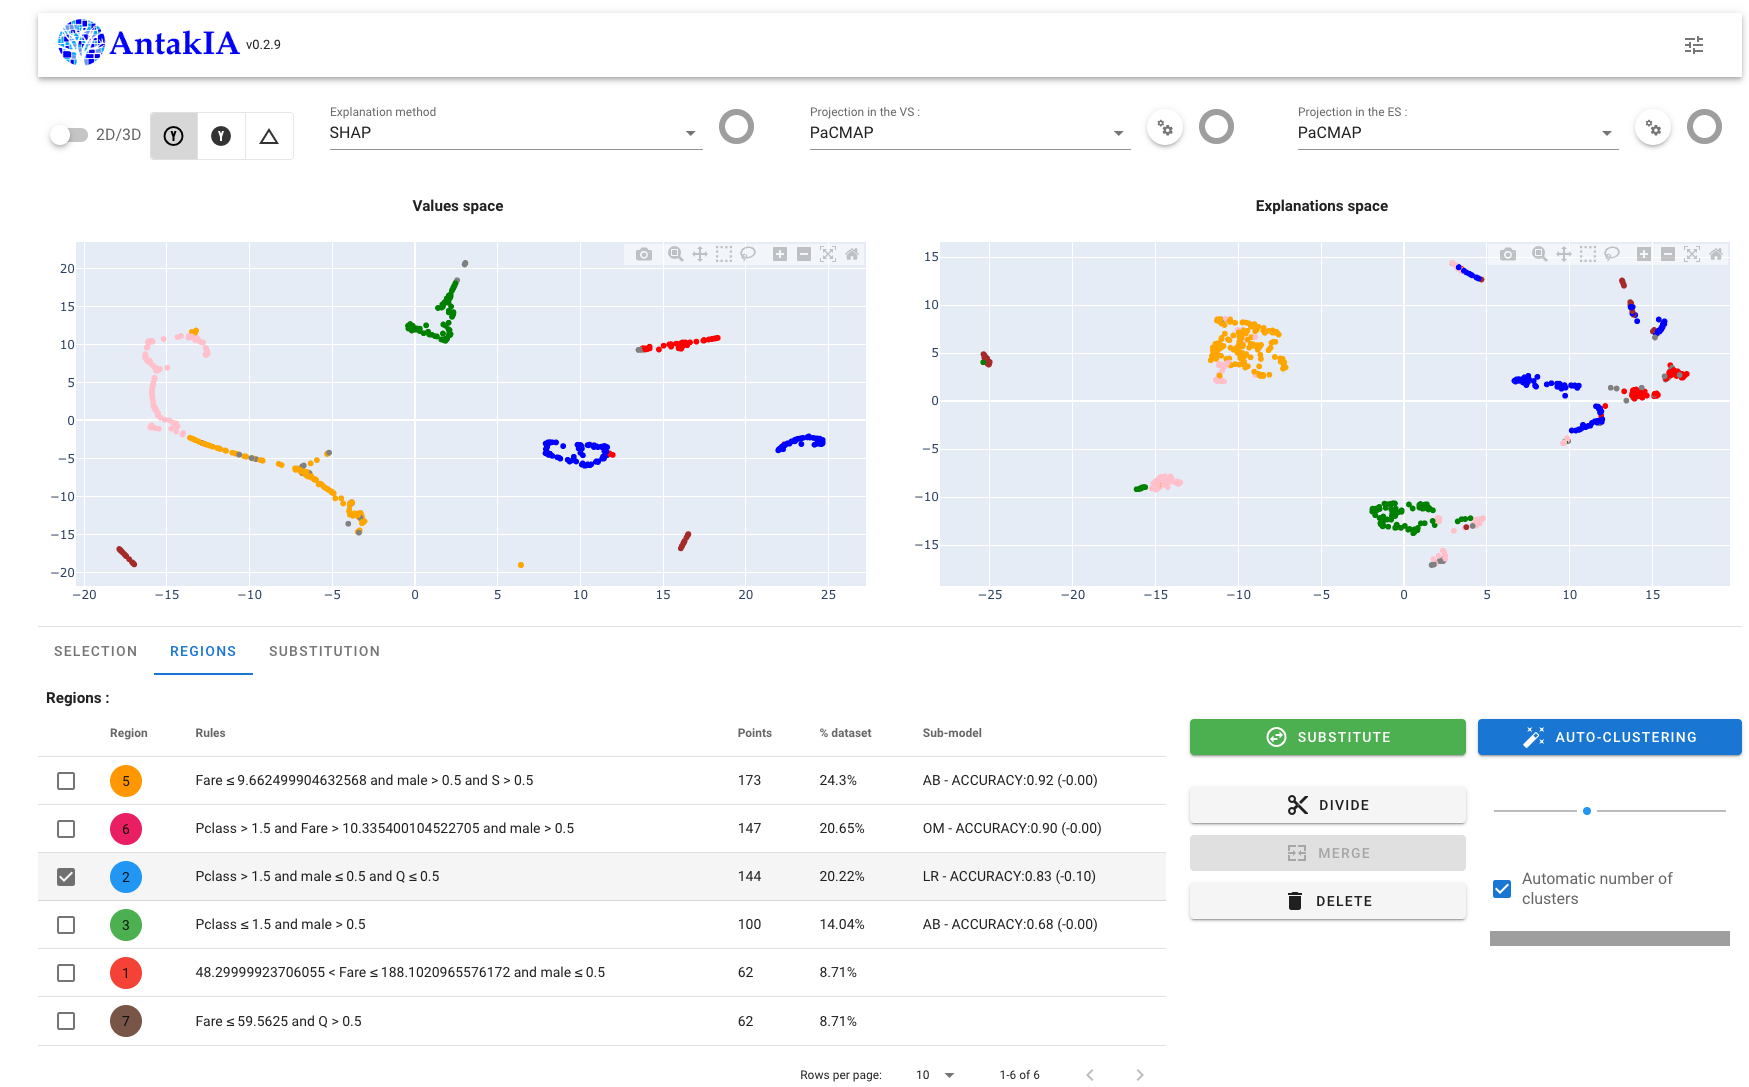 AntakIA v0.2.9
2D/3D
Y
Y
Explanation method
SHAP
Projection in the VS :
PaCMAP
Projection in the ES :
PaCMAP
Values space
20
15
10
5
0
−5
−10
−15
−20
−20 −15 −10 −5 0 5 10 15 20 25
Explanations space
15
10
5
0
−5
−10
−15
−25 −20 −15 −10 −5 0 5 10 15
SELECTION REGIONS SUBSTITUTION
Regions :
Region Rules Points % dataset Sub-model
5 Fare ≤ 9.662499904632568 and male > 0.5 and S > 0.5 173 24.3% AB - ACCURACY:0.92 (-0.00)
6 Pclass > 1.5 and Fare > 10.335400104522705 and male > 0.5 147 20.65% OM - ACCURACY:0.90 (-0.00)
2 Pclass > 1.5 and male ≤ 0.5 and Q ≤ 0.5 144 20.22% LR - ACCURACY:0.83 (-0.10)
3 Pclass ≤ 1.5 and male > 0.5 100 14.04% AB - ACCURACY:0.68 (-0.00)
1 48.29999923706055 < Fare ≤ 188.1020965576172 and male ≤ 0.5 62 8.71%
7 Fare ≤ 59.5625 and Q > 0.5 62 8.71%
Rows per page: 10 1-6 of 6
SUBSTITUTE
AUTO-CLUSTERING
DIVIDE
MERGE
DELETE
Automatic number of
clusters